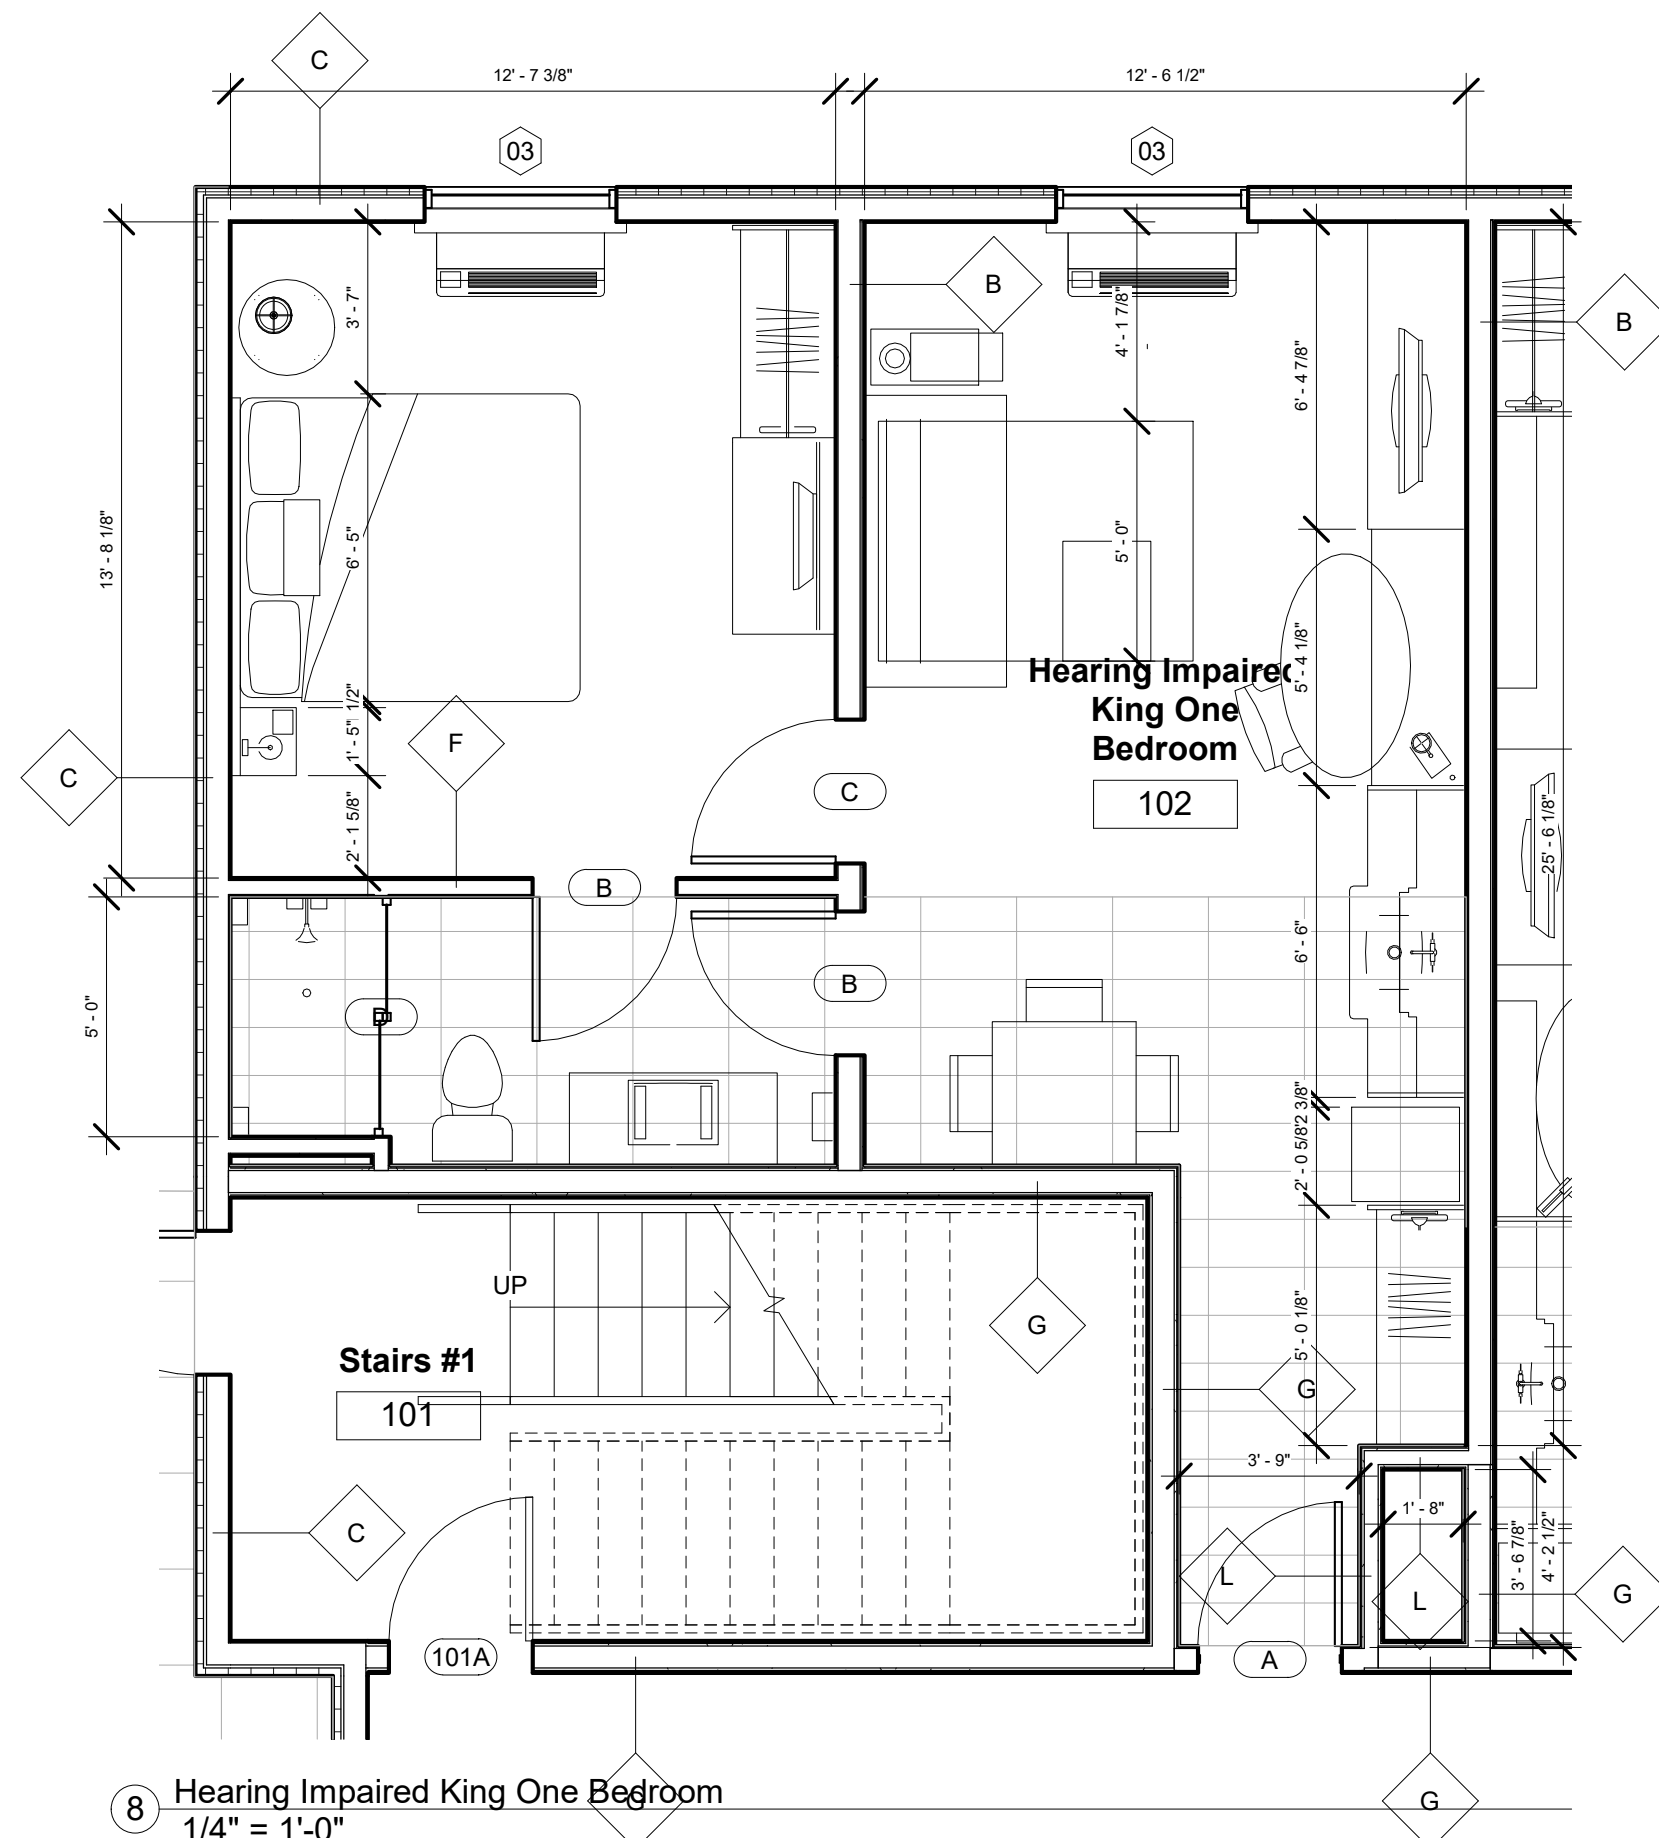 C
12' - 7 3/8"
12' - 6 1/2"
03
03
B
B
3' - 7"
4' - 1 7/8"
6' - 4 7/8"
13' - 8 1/8"
6' - 5"
5' - 0"
5' - 4 1/8"
Hearing Impaired
King One
Bedroom
102
1' - 5 1/2"
F
C
C
2' - 1 5/8"
25' - 6 1/8"
B
B
6' - 6"
5' - 0"
D
2 3/8"
2' - 0 5/8"
UP
G
5' - 0 1/8"
Stairs #1
101
G
3' - 9"
1' - 8"
C
L
L
3' - 6 7/8"
4' - 2 1/2"
G
101A
A
8
Hearing Impaired King One Bedroom
G
G
1/4" = 1'-0"